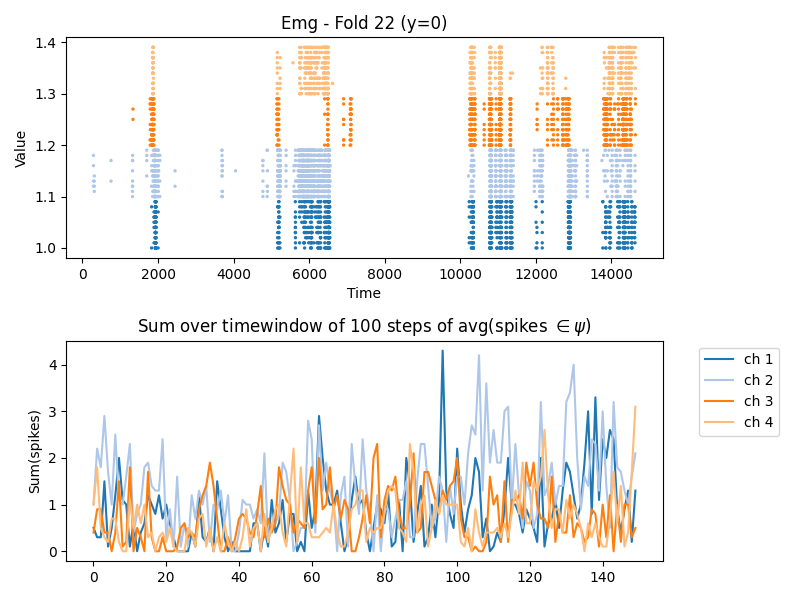 Emg - Fold 22 (y=0)
1.4
1.3
1.2
1.1
1.0
Value
0 2000 4000 6000 8000 10000 12000 14000
Time
Sum over timewindow of 100 steps of avg(spikes ∈ ψ)
4
3
2
1
0
Sum(spikes)
0 20 40 60 80 100 120 140
ch 1
ch 2
ch 3
ch 4